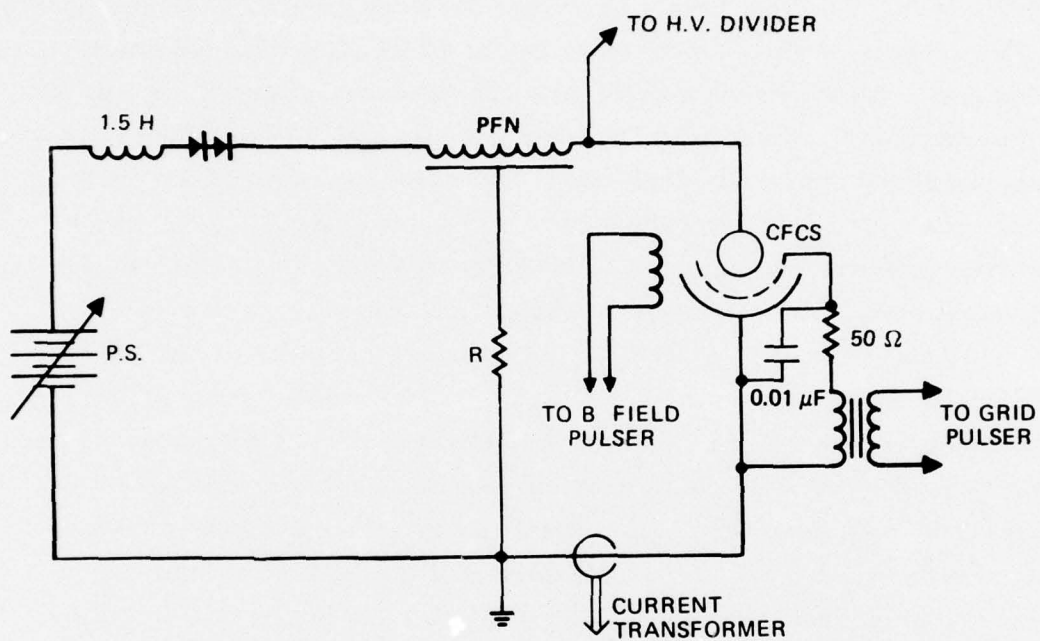 TO H.V. DIVIDER
1.5 H
PFN
CFCS
P.S.
R
50 Ω
0.01 µF
TO B FIELD
PULSER
TO GRID
PULSER
CURRENT
TRANSFORMER